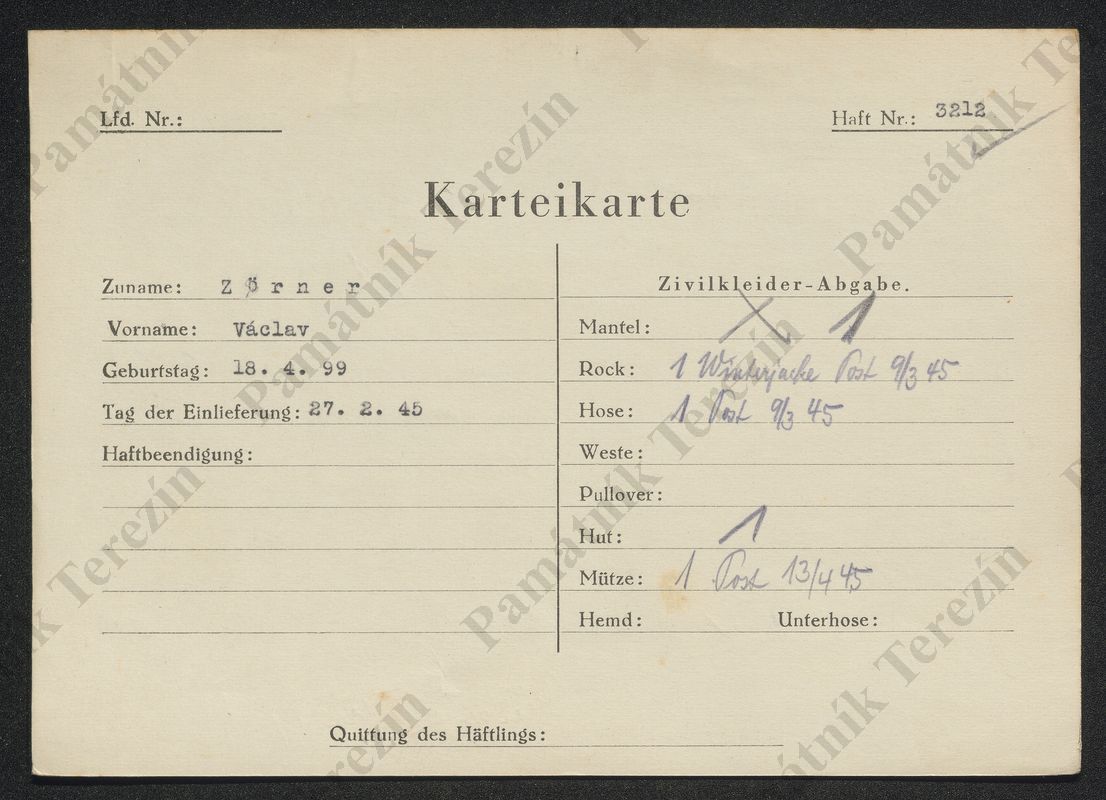 Lfd. Nr.:
Haft Nr.: 3212
Karteikarte
Zuname: Zörner
Vorname: Václav
Geburtstag: 18. 4. 99
Tag der Einlieferung: 27. 2. 45
Haftbeendigung:
Zivilkleider-Abgabe.
Mantel: 1
Rock: 1 Winterjacke Post 9/3 45
Hose: 1 Post 9/3 45
Weste:
Pullover:
Hut: 1
Mütze: 1 Post 13/4 45
Hemd: Unterhose:
Quittung des Häftlings:
Památník Terezín